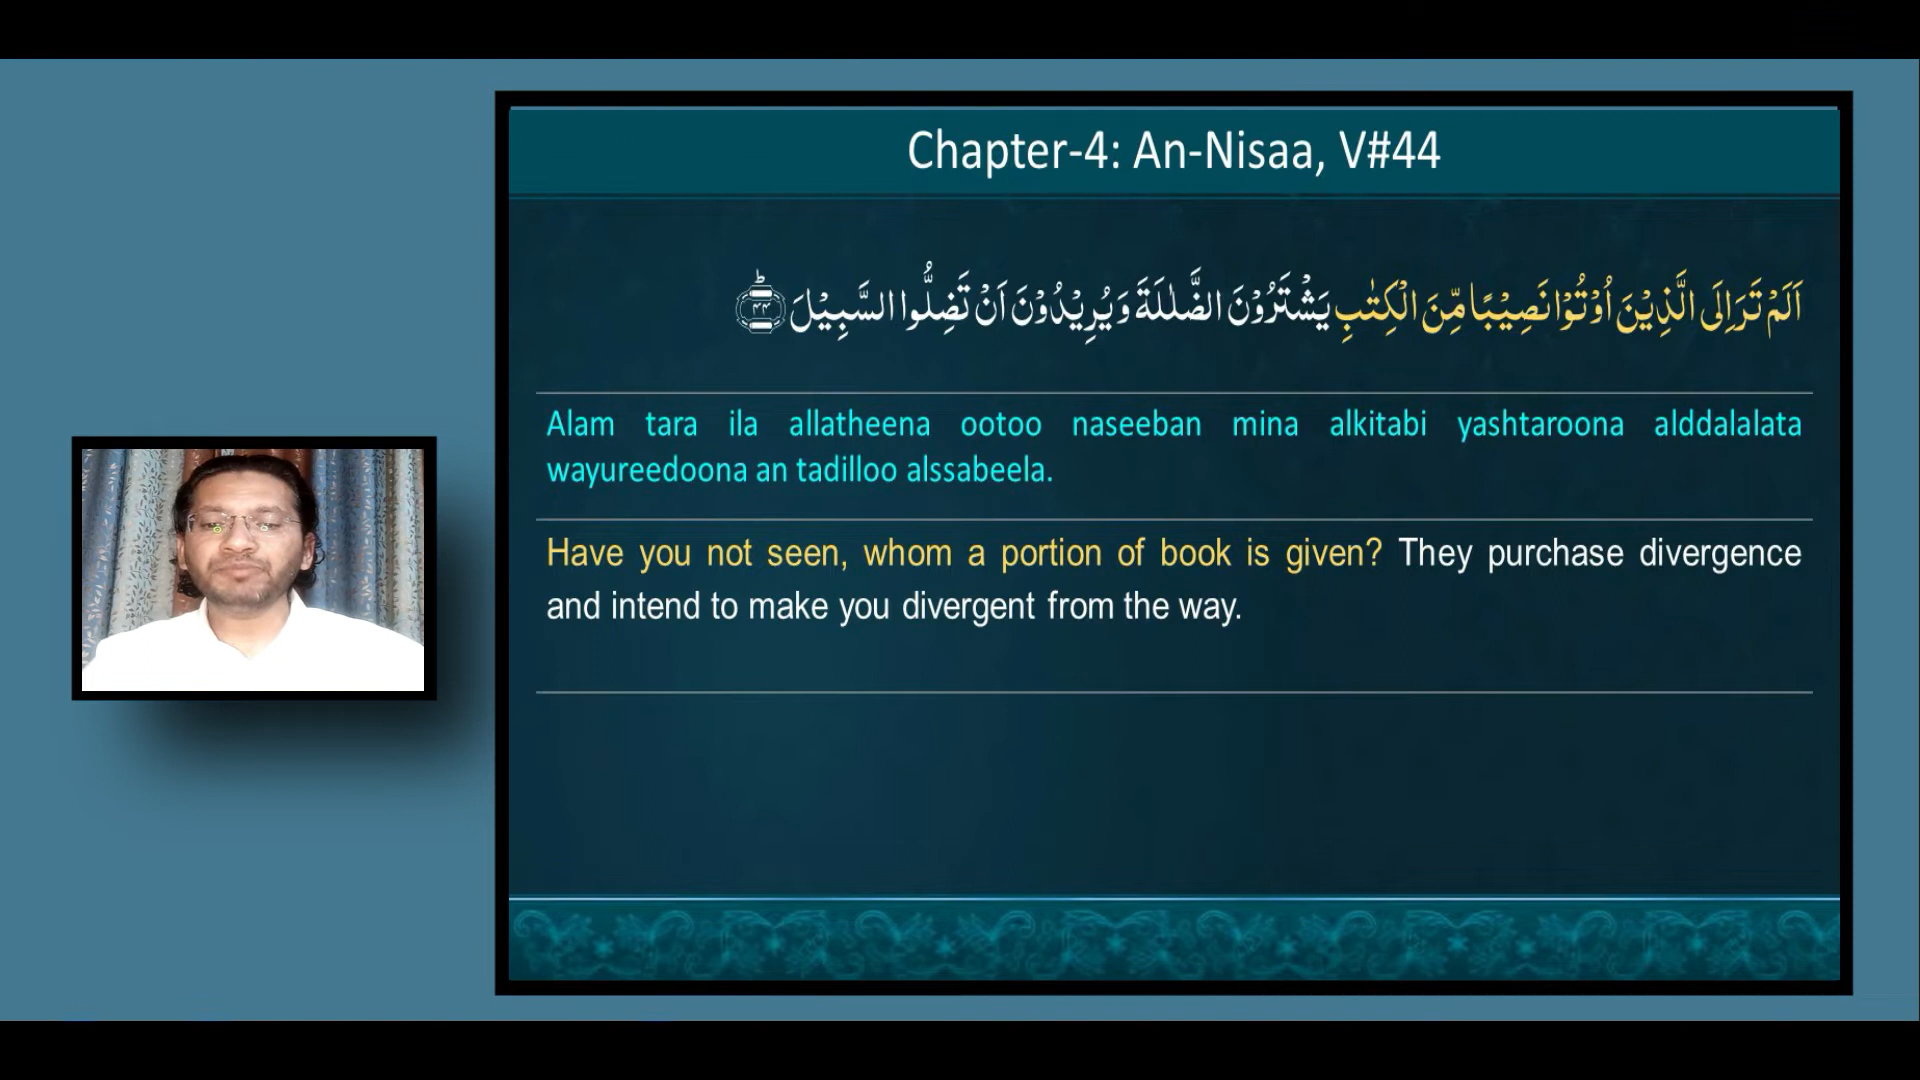 Chapter-4: An-Nisaa, V#44
اَلَمْ تَرَ اِلَى الَّذِيْنَ اُوْتُوْا نَصِيْبًا مِّنَ الْكِتٰبِ يَشْتَرُوْنَ الضَّلٰلَةَ وَيُرِيْدُوْنَ اَنْ تَضِلُّوا السَّبِيْلَ ؕ﴿۴۴﴾
Alam tara ila allatheena ootoo naseeban mina alkitabi yashtaroona alddalalata
wayureedoona an tadilloo alssabeela.
Have you not seen, whom a portion of book is given? They purchase divergence
and intend to make you divergent from the way.